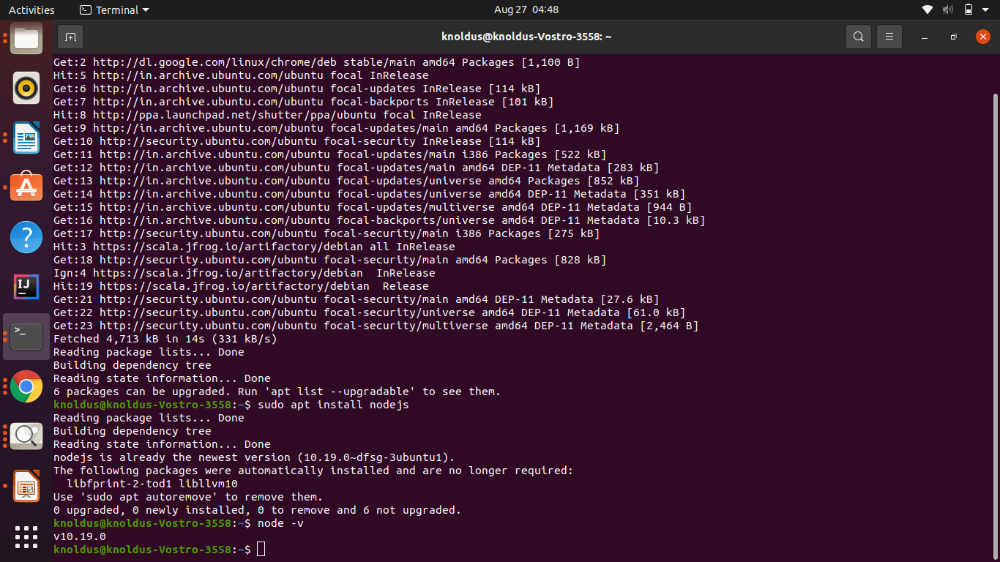 Activities
Terminal
Aug 27 04:48
knoldus@knoldus-Vostro-3558: ~
Get:2 http://dl.google.com/linux/chrome/deb stable/main amd64 Packages [1,100 B]
Hit:5 http://in.archive.ubuntu.com/ubuntu focal InRelease
Get:6 http://in.archive.ubuntu.com/ubuntu focal-updates InRelease [114 kB]
Get:7 http://in.archive.ubuntu.com/ubuntu focal-backports InRelease [101 kB]
Hit:8 http://ppa.launchpad.net/shutter/ppa/ubuntu focal InRelease
Get:9 http://in.archive.ubuntu.com/ubuntu focal-updates/main amd64 Packages [1,169 kB]
Get:10 http://security.ubuntu.com/ubuntu focal-security InRelease [114 kB]
Get:11 http://in.archive.ubuntu.com/ubuntu focal-updates/main i386 Packages [522 kB]
Get:12 http://in.archive.ubuntu.com/ubuntu focal-updates/main amd64 DEP-11 Metadata [283 kB]
Get:13 http://in.archive.ubuntu.com/ubuntu focal-updates/universe amd64 Packages [852 kB]
Get:14 http://in.archive.ubuntu.com/ubuntu focal-updates/universe amd64 DEP-11 Metadata [351 kB]
Get:15 http://in.archive.ubuntu.com/ubuntu focal-updates/multiverse amd64 DEP-11 Metadata [944 B]
Get:16 http://in.archive.ubuntu.com/ubuntu focal-backports/universe amd64 DEP-11 Metadata [10.3 kB]
Get:17 http://security.ubuntu.com/ubuntu focal-security/main i386 Packages [275 kB]
Hit:3 https://scala.jfrog.io/artifactory/debian all InRelease
Get:18 http://security.ubuntu.com/ubuntu focal-security/main amd64 Packages [828 kB]
Ign:4 https://scala.jfrog.io/artifactory/debian  InRelease
Hit:19 https://scala.jfrog.io/artifactory/debian  Release
Get:21 http://security.ubuntu.com/ubuntu focal-security/main amd64 DEP-11 Metadata [27.6 kB]
Get:22 http://security.ubuntu.com/ubuntu focal-security/universe amd64 DEP-11 Metadata [61.0 kB]
Get:23 http://security.ubuntu.com/ubuntu focal-security/multiverse amd64 DEP-11 Metadata [2,464 B]
Fetched 4,713 kB in 14s (331 kB/s)
Reading package lists... Done
Building dependency tree
Reading state information... Done
6 packages can be upgraded. Run 'apt list --upgradable' to see them.
knoldus@knoldus-Vostro-3558:~$ sudo apt install nodejs
Reading package lists... Done
Building dependency tree
Reading state information... Done
nodejs is already the newest version (10.19.0~dfsg-3ubuntu1).
The following packages were automatically installed and are no longer required:
  libfprint-2-tod1 libllvm10
Use 'sudo apt autoremove' to remove them.
0 upgraded, 0 newly installed, 0 to remove and 6 not upgraded.
knoldus@knoldus-Vostro-3558:~$ node -v
v10.19.0
knoldus@knoldus-Vostro-3558:~$
?
IJ
>_